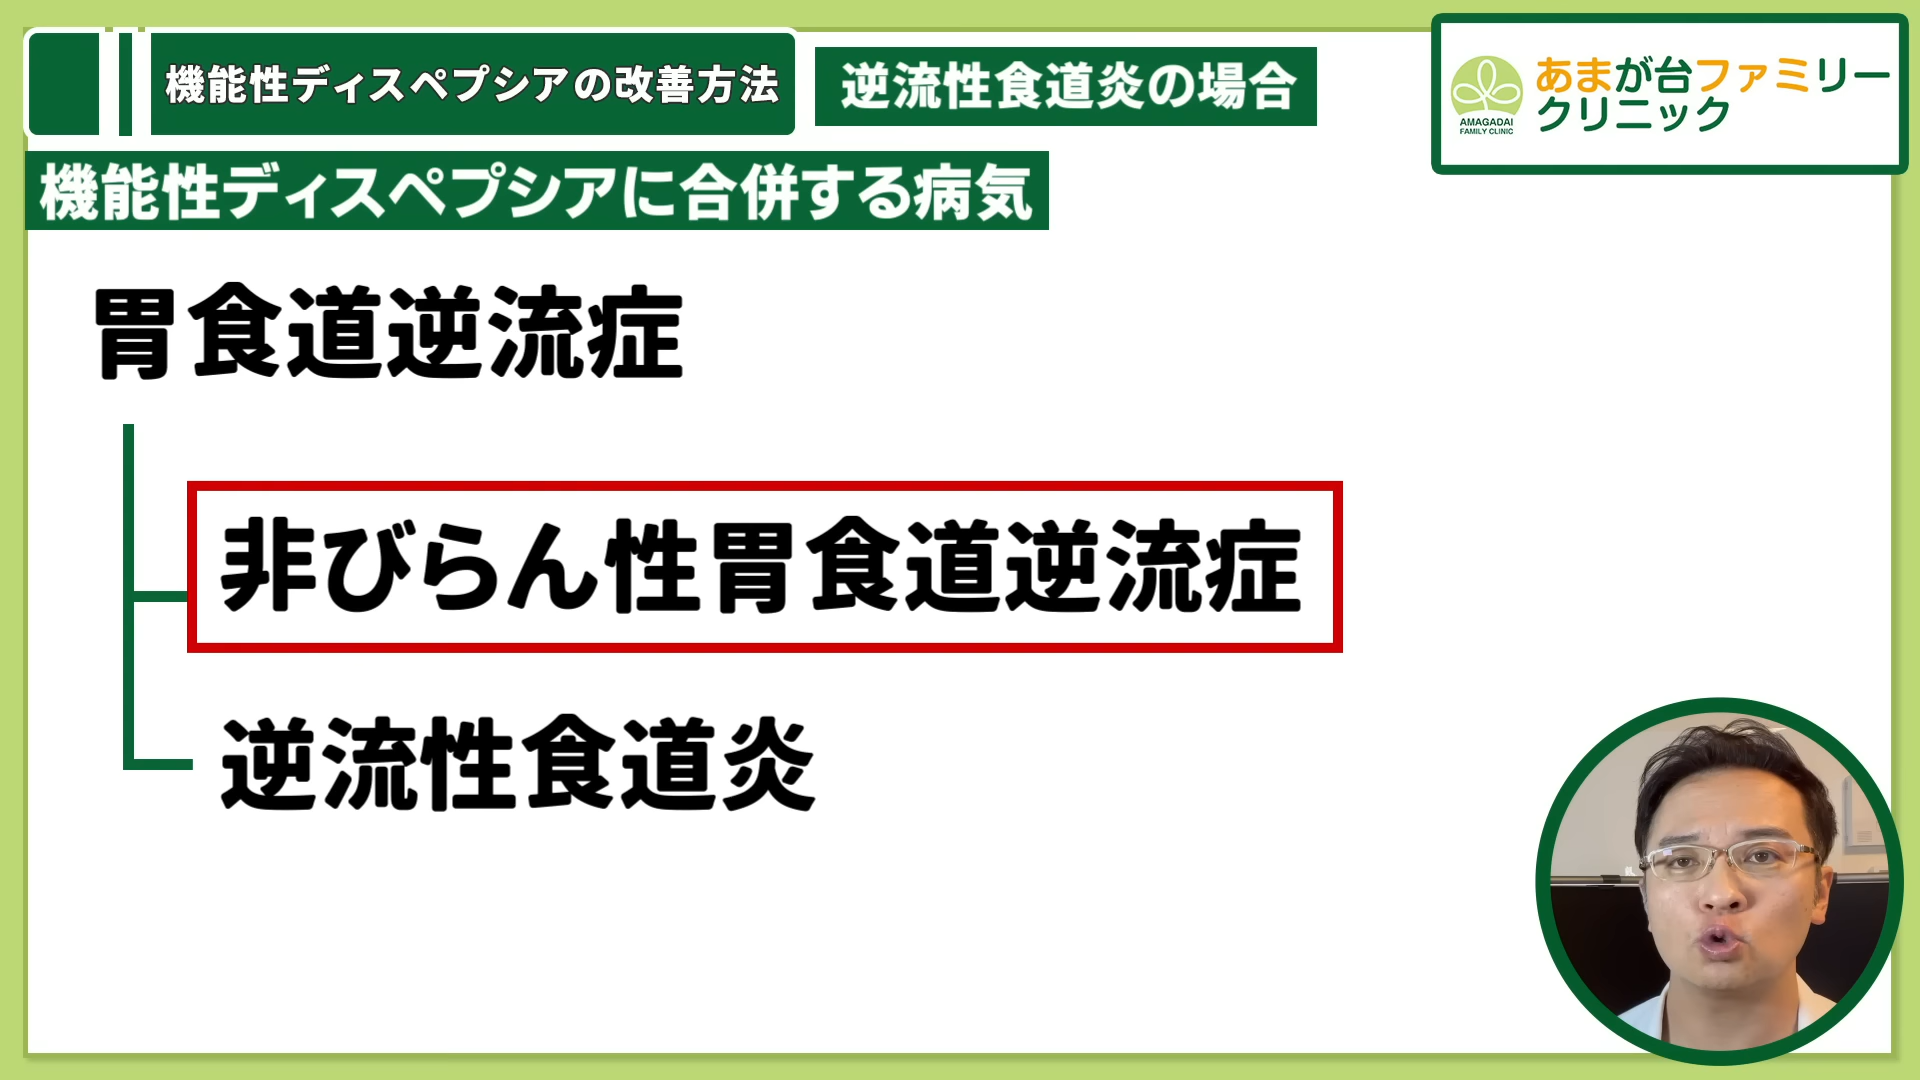 機能性ディスペプシアの改善方法
逆流性食道炎の場合
あまが台ファミリー
クリニック
AMAGADAI
FAMILY CLINIC
機能性ディスペプシアに合併する病気
胃食道逆流症
非びらん性胃食道逆流症
逆流性食道炎